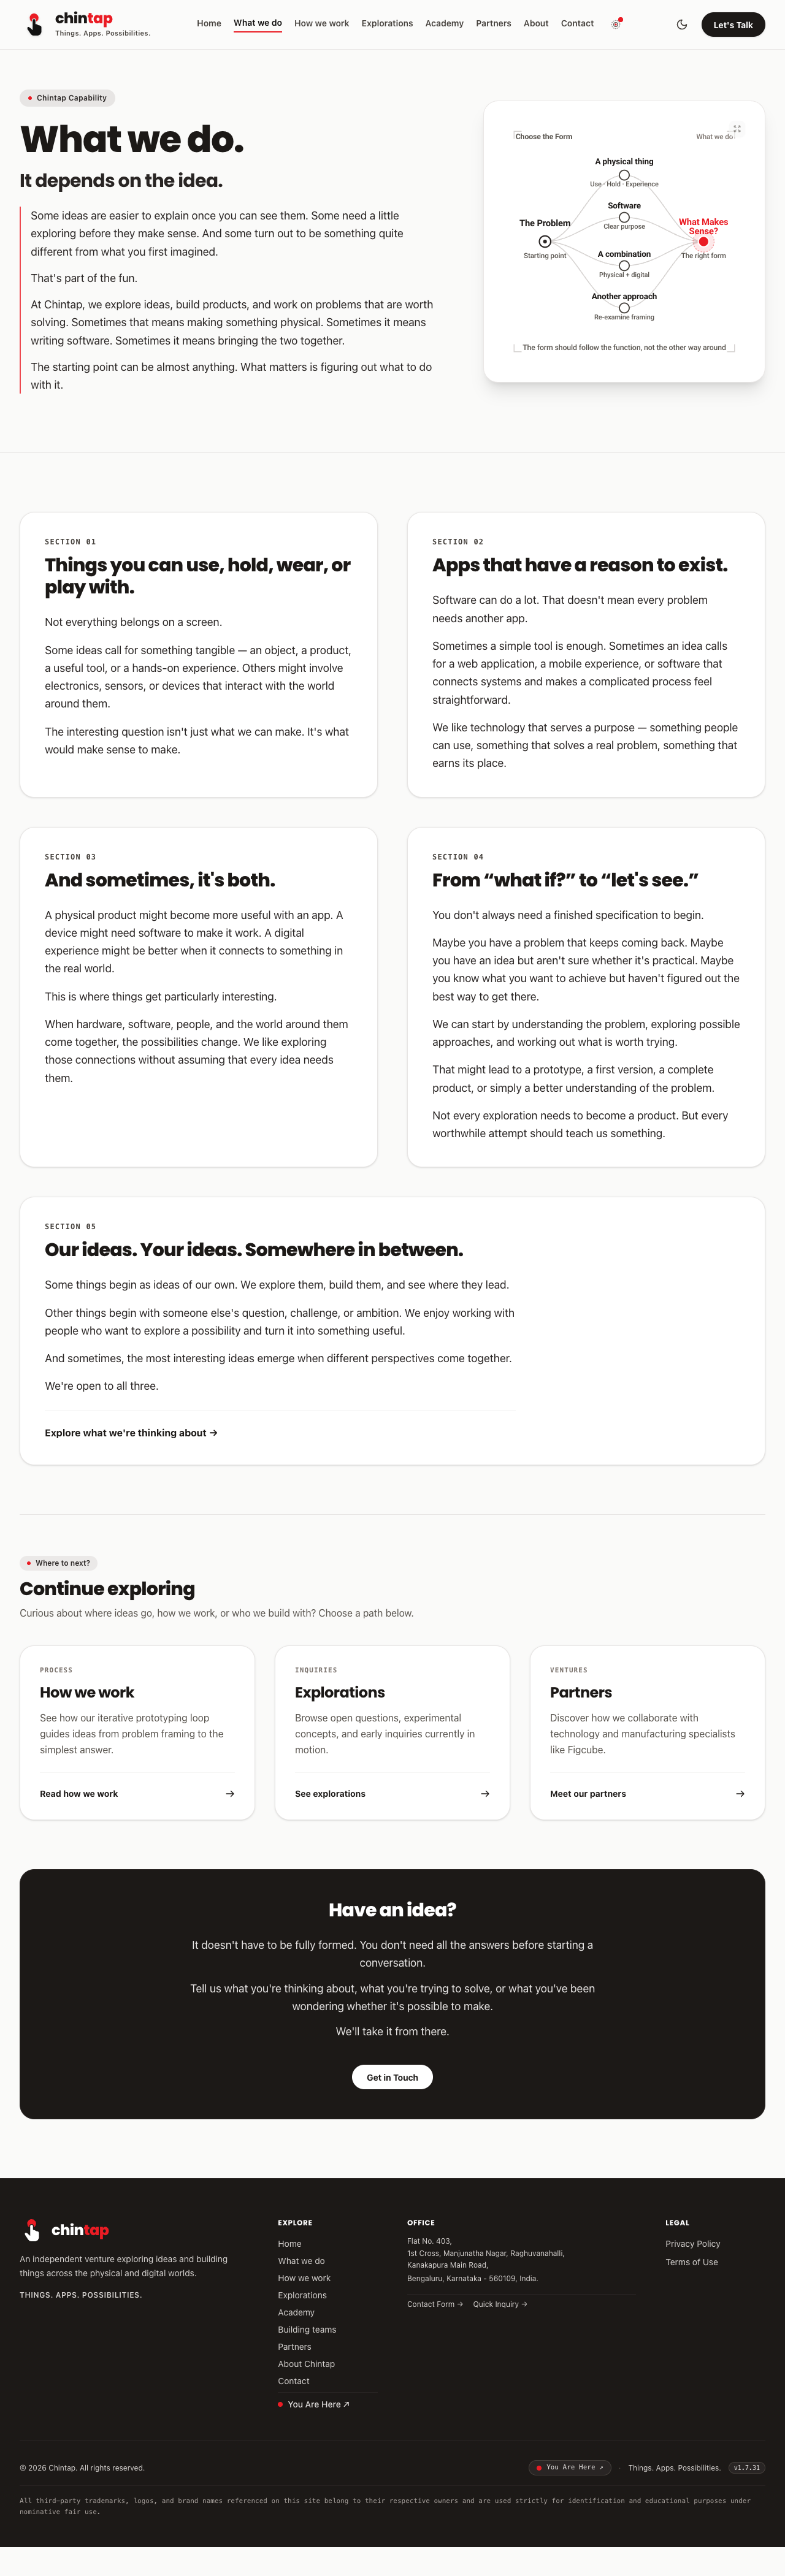 chintap
Things. Apps. Possibilities.
Home
What we do
How we work
Explorations
Academy
Partners
About
Contact
Let's Talk
Chintap Capability
What we do.
It depends on the idea.
Some ideas are easier to explain once you can see them. Some need a little
exploring before they make sense. And some turn out to be something quite
different from what you first imagined.
That's part of the fun.
At Chintap, we explore ideas, build products, and work on problems that are worth
solving. Sometimes that means making something physical. Sometimes it means
writing software. Sometimes it means bringing the two together.
The starting point can be almost anything. What matters is figuring out what to do
with it.
Choose the Form
What we do
A physical thing
Use · Hold · Experience
Software
Clear purpose
The Problem
Starting point
What Makes
Sense?
The right form
A combination
Physical + digital
Another approach
Re-examine framing
The form should follow the function, not the other way around
SECTION 01
Things you can use, hold, wear, or
play with.
Not everything belongs on a screen.
Some ideas call for something tangible — an object, a product,
a useful tool, or a hands-on experience. Others might involve
electronics, sensors, or devices that interact with the world
around them.
The interesting question isn't just what we can make. It's what
would make sense to make.
SECTION 02
Apps that have a reason to exist.
Software can do a lot. That doesn't mean every problem
needs another app.
Sometimes a simple tool is enough. Sometimes an idea calls
for a web application, a mobile experience, or software that
connects systems and makes a complicated process feel
straightforward.
We like technology that serves a purpose — something people
can use, something that solves a real problem, something that
earns its place.
SECTION 03
And sometimes, it's both.
A physical product might become more useful with an app. A
device might need software to make it work. A digital
experience might be better when it connects to something in
the real world.
This is where things get particularly interesting.
When hardware, software, people, and the world around them
come together, the possibilities change. We like exploring
those connections without assuming that every idea needs
them.
SECTION 04
From “what if?” to “let's see.”
You don't always need a finished specification to begin.
Maybe you have a problem that keeps coming back. Maybe
you have an idea but aren't sure whether it's practical. Maybe
you know what you want to achieve but haven't figured out the
best way to get there.
We can start by understanding the problem, exploring possible
approaches, and working out what is worth trying.
That might lead to a prototype, a first version, a complete
product, or simply a better understanding of the problem.
Not every exploration needs to become a product. But every
worthwhile attempt should teach us something.
SECTION 05
Our ideas. Your ideas. Somewhere in between.
Some things begin as ideas of our own. We explore them, build them, and see where they lead.
Other things begin with someone else's question, challenge, or ambition. We enjoy working with
people who want to explore a possibility and turn it into something useful.
And sometimes, the most interesting ideas emerge when different perspectives come together.
We're open to all three.
Explore what we're thinking about →
Where to next?
Continue exploring
Curious about where ideas go, how we work, or who we build with? Choose a path below.
PROCESS
How we work
See how our iterative prototyping loop
guides ideas from problem framing to the
simplest answer.
Read how we work →
INQUIRIES
Explorations
Browse open questions, experimental
concepts, and early inquiries currently in
motion.
See explorations →
VENTURES
Partners
Discover how we collaborate with
technology and manufacturing specialists
like Figcube.
Meet our partners →
Have an idea?
It doesn't have to be fully formed. You don't need all the answers before starting a
conversation.
Tell us what you're thinking about, what you're trying to solve, or what you've been
wondering whether it's possible to make.
We'll take it from there.
Get in Touch
chintap
An independent venture exploring ideas and building
things across the physical and digital worlds.
THINGS. APPS. POSSIBILITIES.
EXPLORE
Home
What we do
How we work
Explorations
Academy
Building teams
Partners
About Chintap
Contact
You Are Here ↗
OFFICE
Flat No. 403,
1st Cross, Manjunatha Nagar, Raghuvanahalli,
Kanakapura Main Road,
Bengaluru, Karnataka - 560109, India.
Contact Form →
Quick Inquiry →
LEGAL
Privacy Policy
Terms of Use
© 2026 Chintap. All rights reserved.
You Are Here ↗
Things. Apps. Possibilities.
v1.7.31
All third-party trademarks, logos, and brand names referenced on this site belong to their respective owners and are used strictly for identification and educational purposes under
nominative fair use.